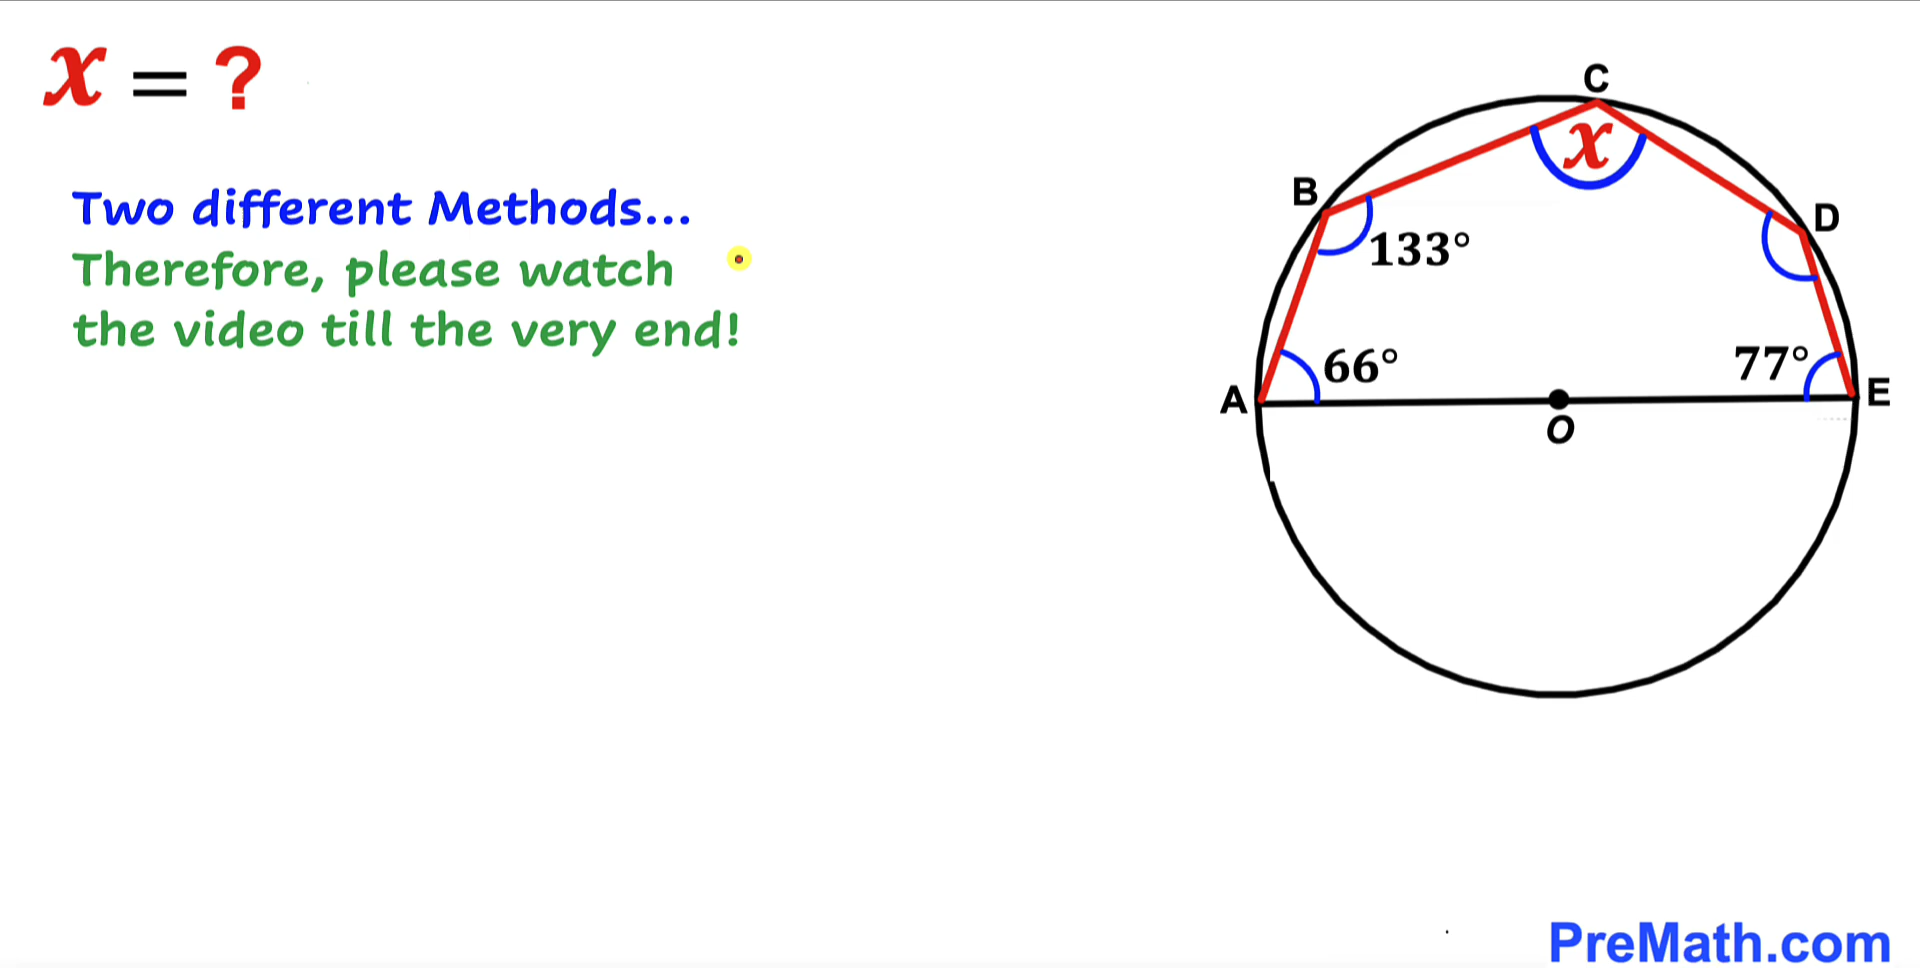 x = ?
Two different Methods...
Therefore, please watch
the video till the very end!
C
x
B
D
133°
66°
77°
A
E
O
PreMath.com